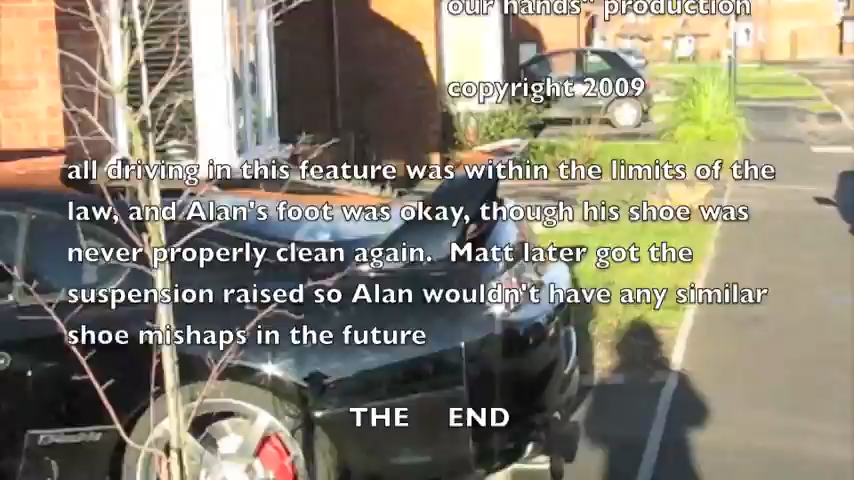 our hands" production
copyright 2009
all driving in this feature was within the limits of the
law, and Alan's foot was okay, though his shoe was
never properly clean again. Matt later got the
suspension raised so Alan wouldn't have any similar
shoe mishaps in the future
THE END